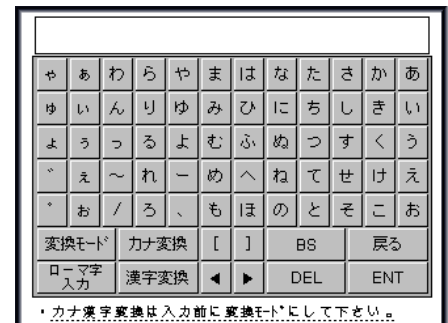 ゃ ぁ わ ら や ま は な た さ か あ
ゅ ぃ ん り ゆ み ひ に ち し き い
ょ ぅ っ る よ む ふ ぬ つ す く う
゛ ぇ ～ れ ー め へ ね て せ け え
゜ ぉ / ろ 、 も ほ の と そ こ お
変換ﾓｰﾄﾞ カナ変換 [ ] BS 戻る
ローマ字
入力 漢字変換 ◀ ▶ DEL ENT
・カナ漢字変換は入力前に変換ﾓｰﾄﾞにして下さい。